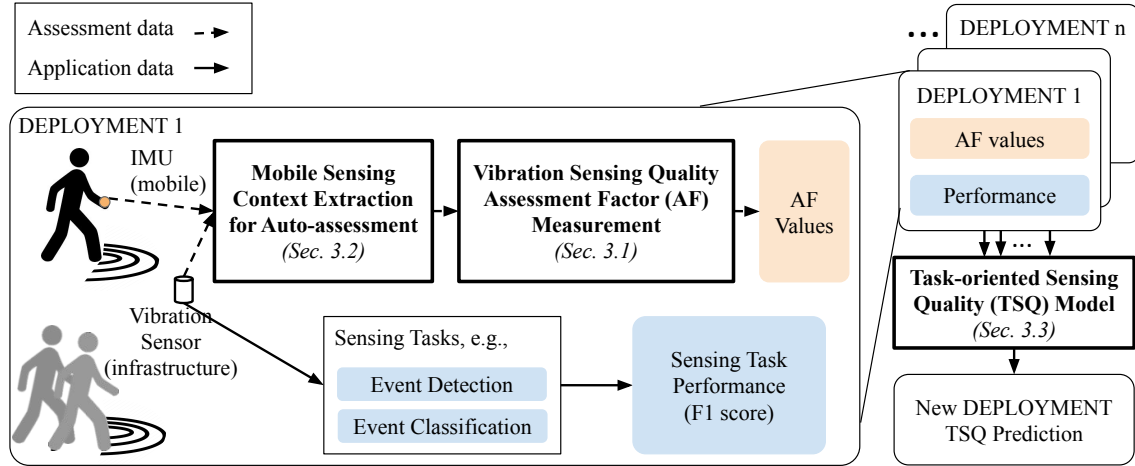 Assessment data
Application data
DEPLOYMENT 1
IMU
(mobile)
Mobile Sensing
Context Extraction
for Auto-assessment
(Sec. 3.2)
Vibration Sensing Quality
Assessment Factor (AF)
Measurement
(Sec. 3.1)
AF
Values
Vibration
Sensor
(infrastructure)
Sensing Tasks, e.g.,
Event Detection
Event Classification
Sensing Task
Performance
(F1 score)
... DEPLOYMENT n
DEPLOYMENT 1
AF values
Performance
...
Task-oriented Sensing
Quality (TSQ) Model
(Sec. 3.3)
New DEPLOYMENT
TSQ Prediction